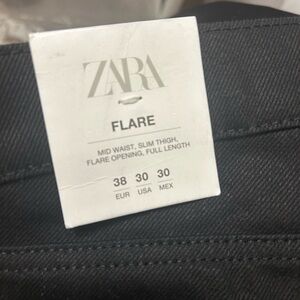 ZARA
FLARE
MID WAIST, SLIM THIGH,
FLARE OPENING, FULL LENGTH
38 30 30
EUR USA MEX